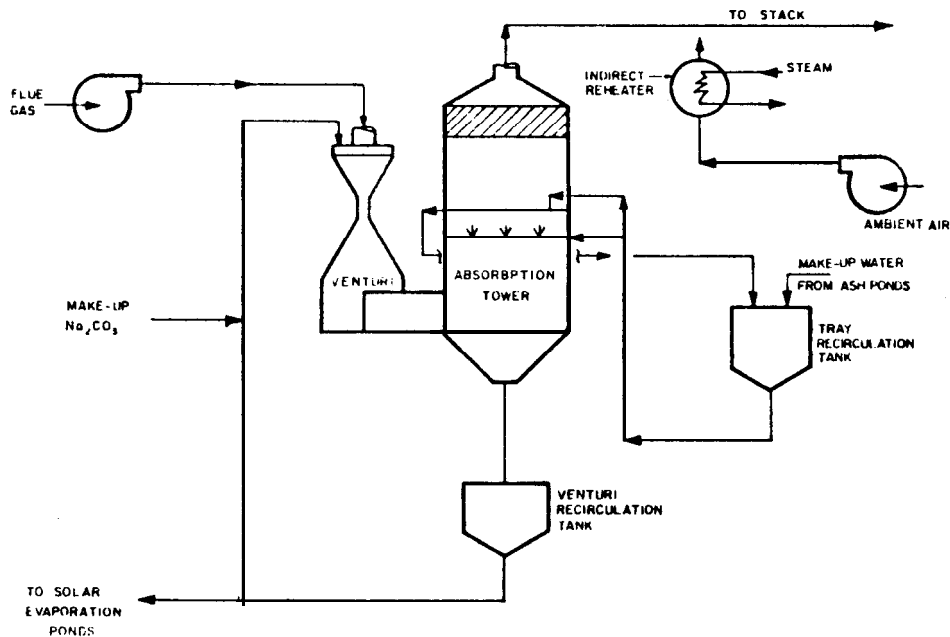 TO STACK
FLUE
GAS
INDIRECT
REHEATER
STEAM
AMBIENT AIR
VENTURI
ABSORBPTION
TOWER
MAKE-UP WATER
FROM ASH PONDS
MAKE-UP
Na2CO3
TRAY
RECIRCULATION
TANK
VENTURI
RECIRCULATION
TANK
TO SOLAR
EVAPORATION
PONDS